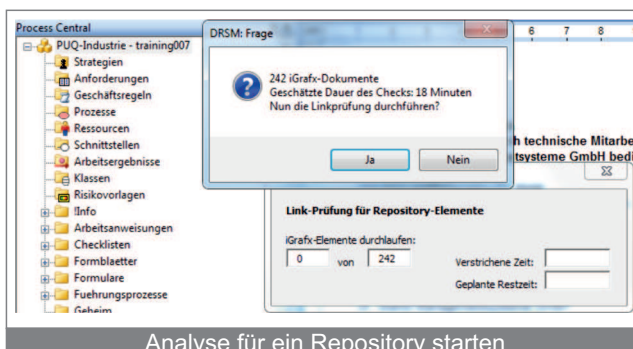 Process Central
PUQ-Industrie - training007
Strategien
Anforderungen
Geschäftsregeln
Prozesse
Ressourcen
Schnittstellen
Arbeitsergebnisse
Klassen
Risikovorlagen
!Info
Arbeitsanweisungen
Checklisten
Formblaetter
Formulare
Fuehrungsprozesse
Geheim
DRSM: Frage
242 iGrafx-Dokumente
Geschätzte Dauer des Checks: 18 Minuten
Nun die Linkprüfung durchführen?
Ja Nein
6 7 8
technische
GmbH
Link-Prüfung für Repository-Elemente
iGrafx-Elemente durchlaufen:
0 von 242
Verstrichene Zeit:
Geplante Restzeit:
Analyse für ein Repository starten